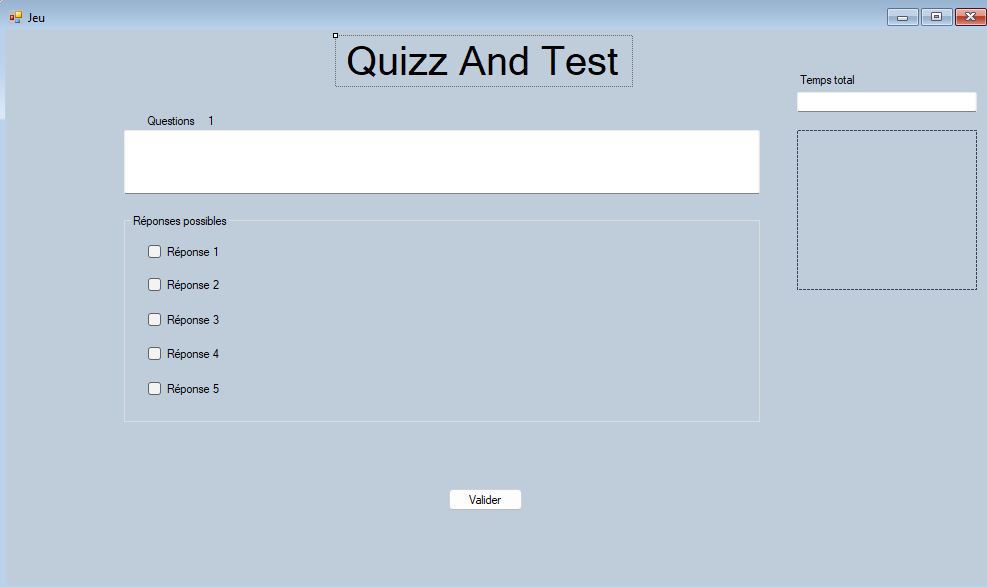 Jeu
Quizz And Test
Temps total
Questions 1
Réponses possibles
Réponse 1
Réponse 2
Réponse 3
Réponse 4
Réponse 5
Valider